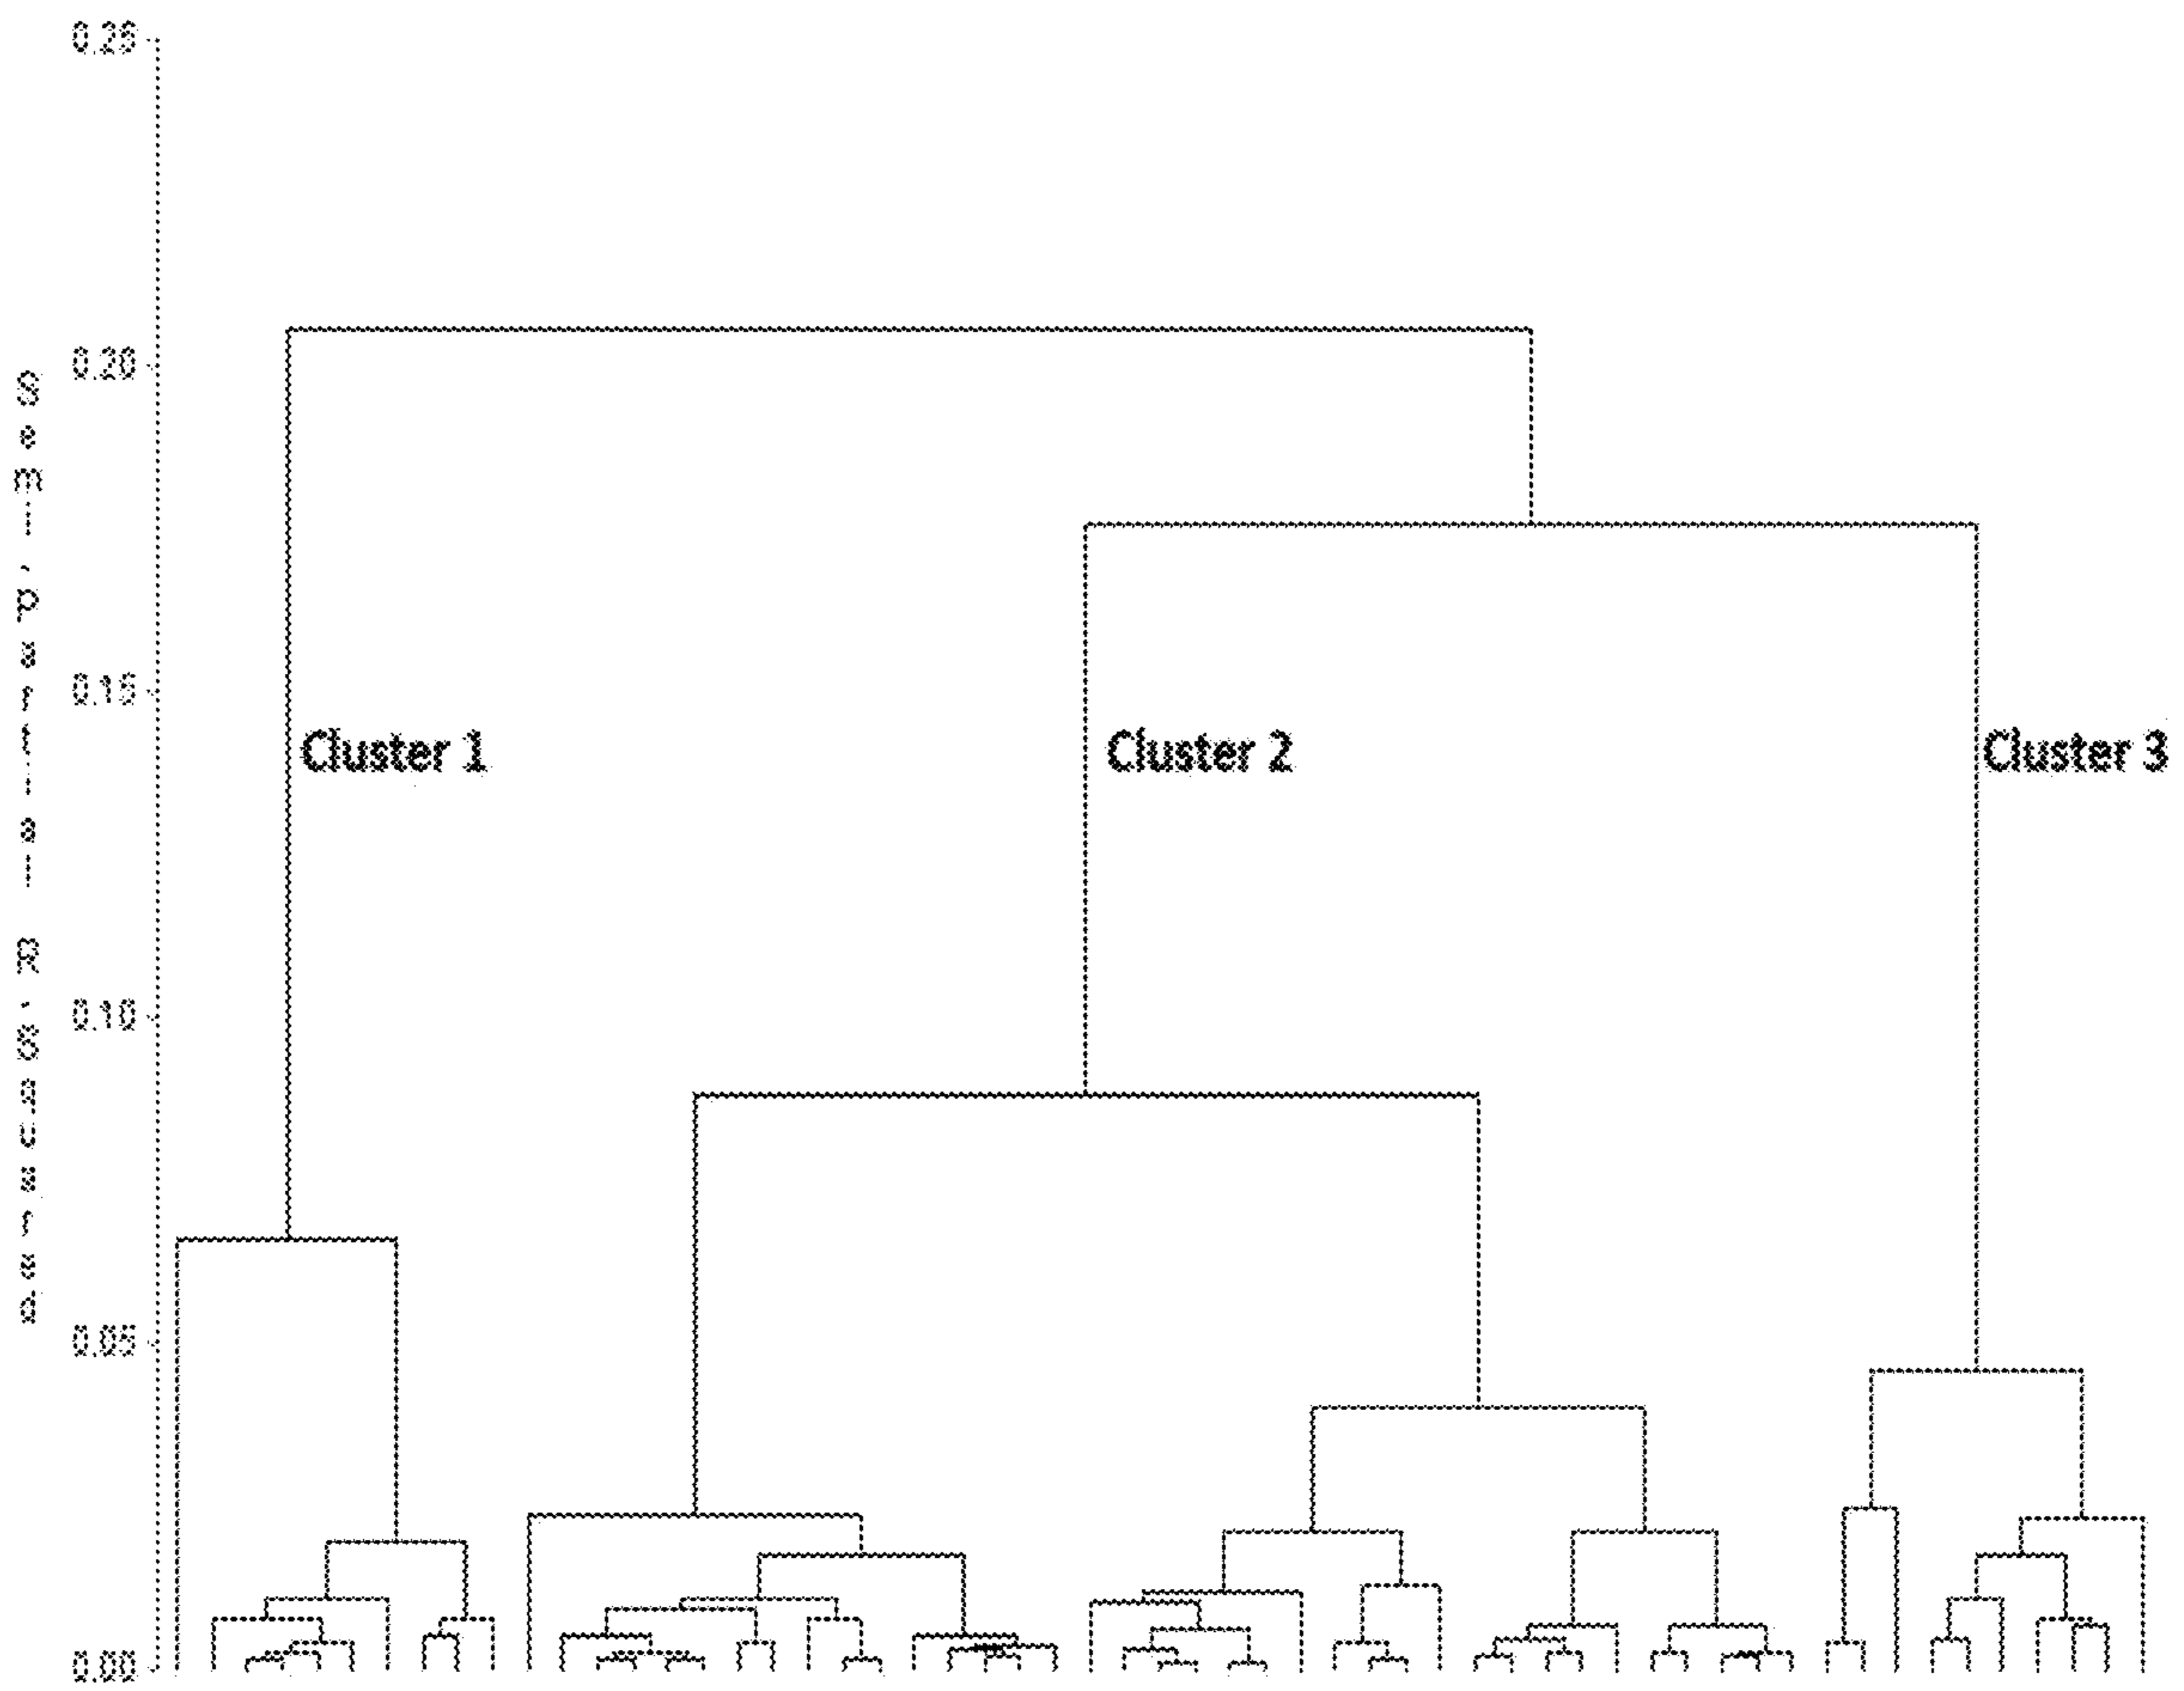 0.25
0.20
0.15
0.10
0.05
0.00
Semi-partial R-Squared
Cluster 1
Cluster 2
Cluster 3